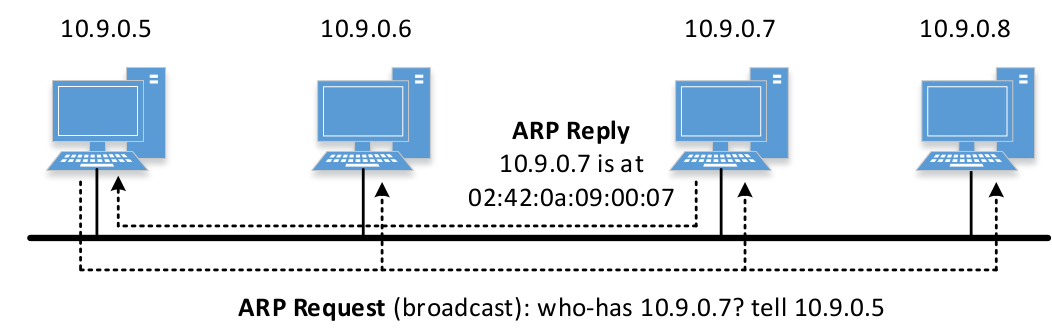 10.9.0.5
10.9.0.6
10.9.0.7
10.9.0.8
ARP Reply
10.9.0.7 is at
02:42:0a:09:00:07
ARP Request (broadcast): who-has 10.9.0.7? tell 10.9.0.5